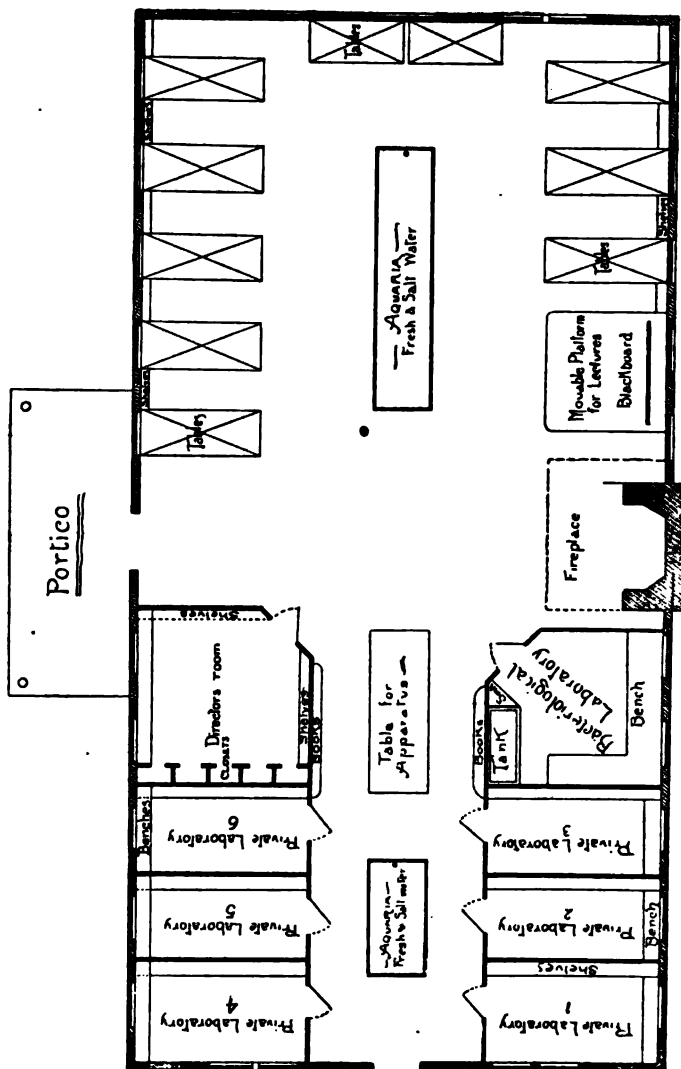 Tables
Shelves
Shelves
Tables
— AQUARIA —
Fresh & Salt Water
Shelves
Tables
Movable Platform
for Lectures
Blackboard
Portico
Fireplace
Shelves
Directors room
Closets
Shelves
Books
Table for
— Apparatus —
Books
Tank
Bacteriological
Laboratory
Bench
Benches
Private Laboratory
6
Private Laboratory
5
Private Laboratory
4
— AQUARIA —
Fresh & Salt water
Private Laboratory
3
Private Laboratory
2
Bench
Shelves
Private Laboratory
1